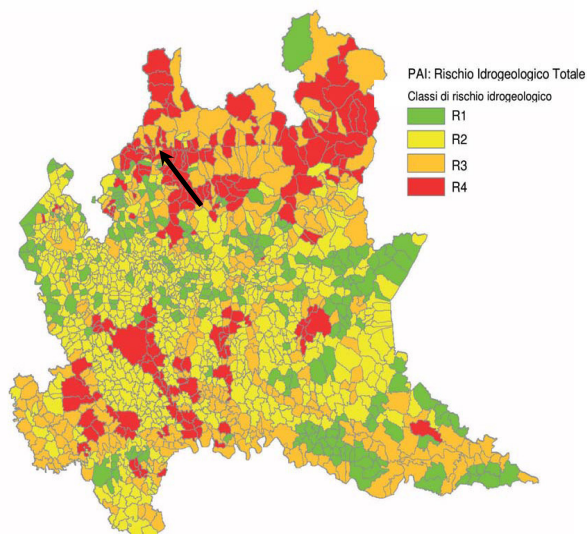 PAI: Rischio Idrogeologico Totale
Classi di rischio idrogeologico
R1
R2
R3
R4